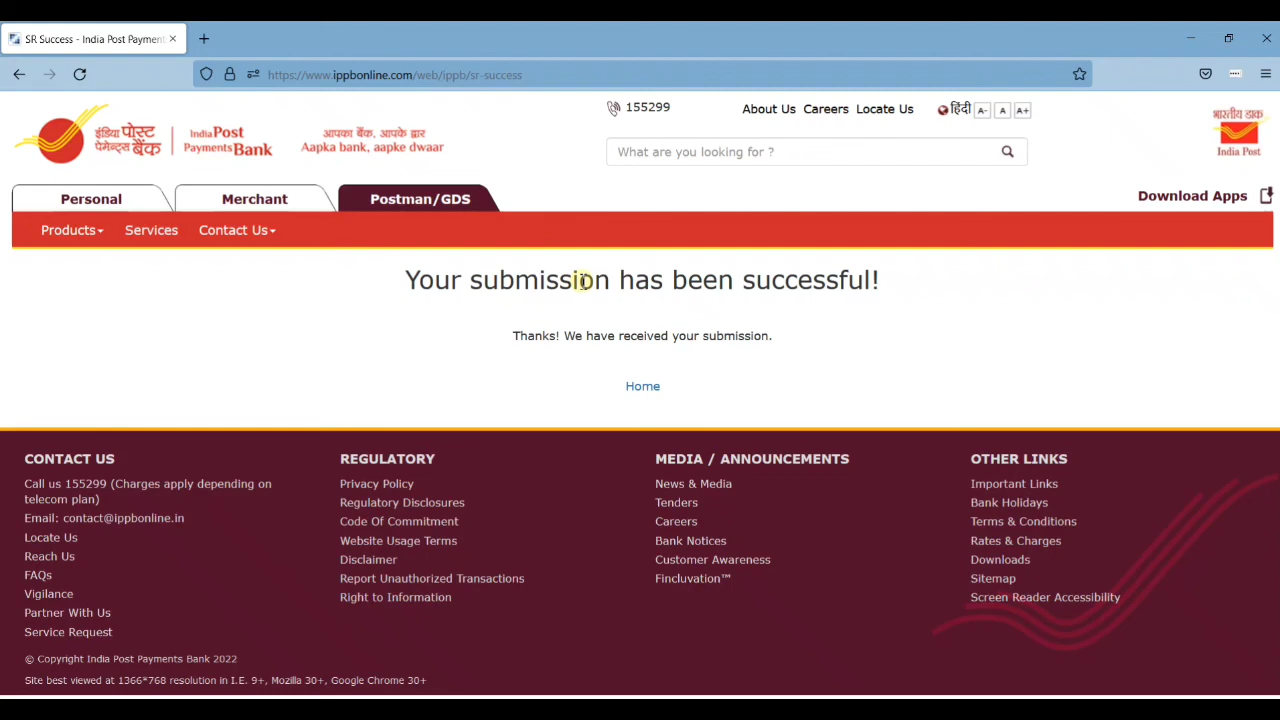 SR Success - India Post Payment
https://www.ippbonline.com/web/ippb/sr-success
इंडिया पोस्ट
पेमेन्ट्स बैंक
India Post
Payments Bank
आपका बैंक, आपके द्वार
Aapka bank, aapke dwaar
155299
About Us Careers Locate Us
हिंदी A- A A+
What are you looking for ?
भारतीय डाक
India Post
Personal
Merchant
Postman/GDS
Download Apps
Products
Services
Contact Us
Your submission has been successful!
Thanks! We have received your submission.
Home
CONTACT US
Call us 155299 (Charges apply depending on
telecom plan)
Email: contact@ippbonline.in
Locate Us
Reach Us
FAQs
Vigilance
Partner With Us
Service Request
REGULATORY
Privacy Policy
Regulatory Disclosures
Code Of Commitment
Website Usage Terms
Disclaimer
Report Unauthorized Transactions
Right to Information
MEDIA / ANNOUNCEMENTS
News & Media
Tenders
Careers
Bank Notices
Customer Awareness
Fincluvation™
OTHER LINKS
Important Links
Bank Holidays
Terms & Conditions
Rates & Charges
Downloads
Sitemap
Screen Reader Accessibility
© Copyright India Post Payments Bank 2022
Site best viewed at 1366*768 resolution in I.E. 9+, Mozilla 30+, Google Chrome 30+